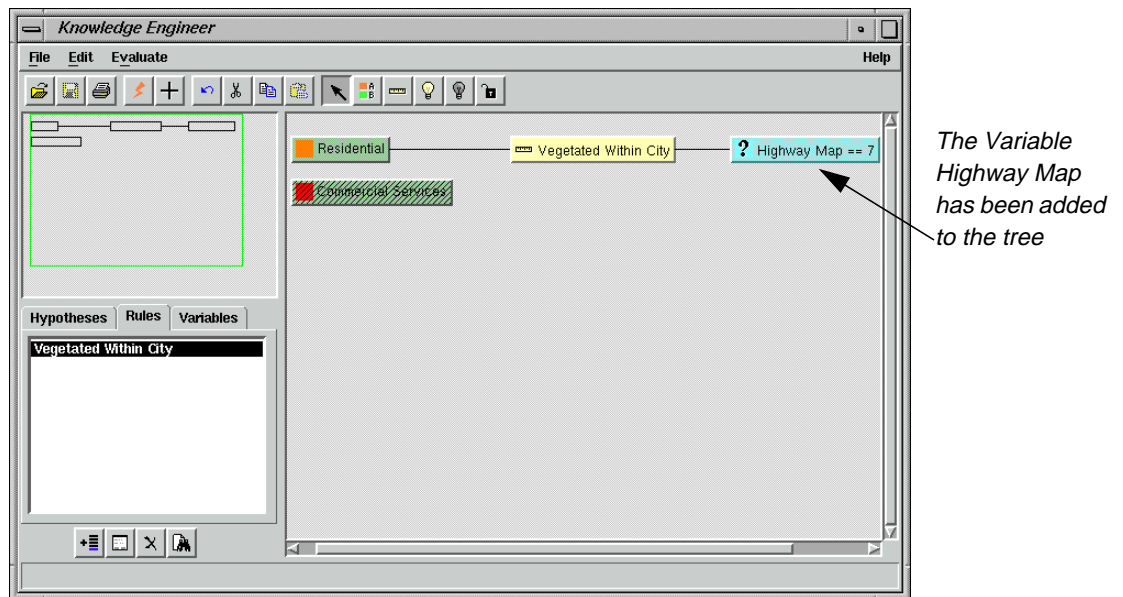 Knowledge Engineer
File Edit Evaluate Help
A
B
Residential
Vegetated Within City
? Highway Map == 7
Commercial Services
The Variable
Highway Map
has been added
to the tree
Hypotheses Rules Variables
Vegetated Within City